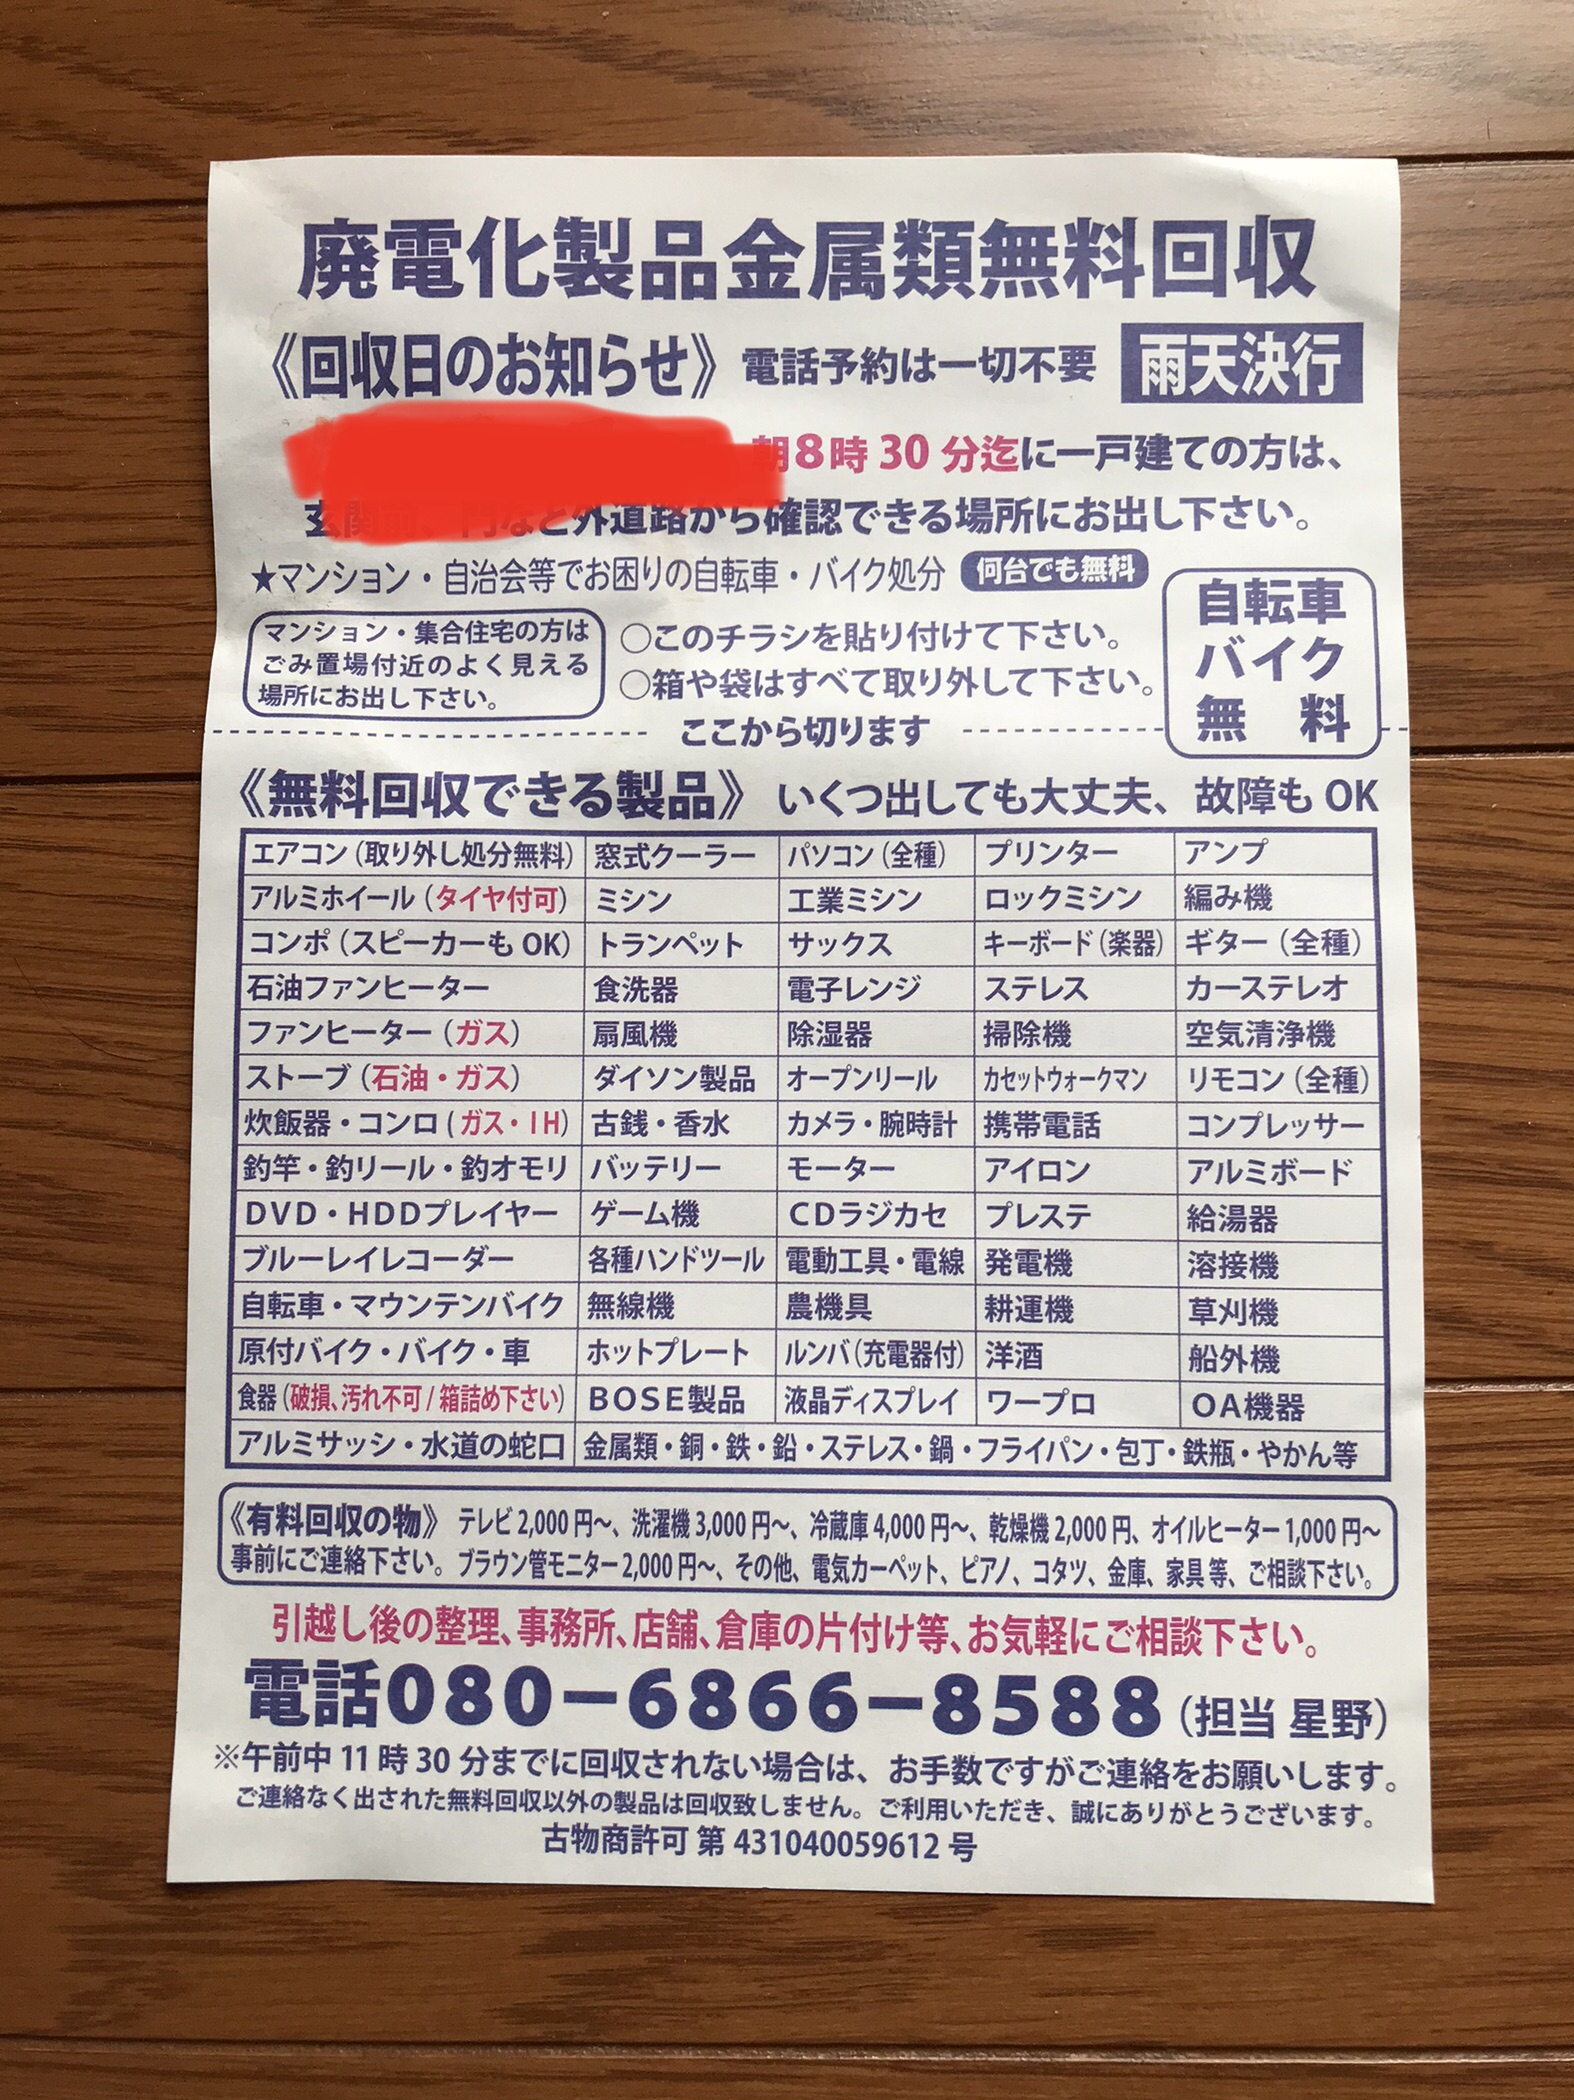 廃電化製品金属類無料回収
《回収日のお知らせ》 電話予約は一切不要 雨天決行
朝8時30分迄に一戸建ての方は、
外道路から確認できる場所にお出し下さい。
★マンション・自治会等でお困りの自転車・バイク処分 何台でも無料
マンション・集合住宅の方は
ごみ置場付近のよく見える
場所にお出し下さい。
○このチラシを貼り付けて下さい。
○箱や袋はすべて取り外して下さい。
自転車
バイク
無 料
ここから切ります
《無料回収できる製品》 いくつ出しても大丈夫、故障もOK
エアコン(取り外し処分無料) 窓式クーラー パソコン(全種) プリンター アンプ
アルミホイール(タイヤ付可) ミシン 工業ミシン ロックミシン 編み機
コンポ(スピーカーもOK) トランペット サックス キーボード(楽器) ギター(全種)
石油ファンヒーター 食洗器 電子レンジ ステレス カーステレオ
ファンヒーター(ガス) 扇風機 除湿器 掃除機 空気清浄機
ストーブ(石油・ガス) ダイソン製品 オープンリール カセットウォークマン リモコン(全種)
炊飯器・コンロ(ガス・IH) 古銭・香水 カメラ・腕時計 携帯電話 コンプレッサー
釣竿・釣リール・釣オモリ バッテリー モーター アイロン アルミボード
DVD・HDDプレイヤー ゲーム機 CDラジカセ プレステ 給湯器
ブルーレイレコーダー 各種ハンドツール 電動工具・電線 発電機 溶接機
自転車・マウンテンバイク 無線機 農機具 耕運機 草刈機
原付バイク・バイク・車 ホットプレート ルンバ(充電器付) 洋酒 船外機
食器(破損、汚れ不可/箱詰め下さい) BOSE製品 液晶ディスプレイ ワープロ OA機器
アルミサッシ・水道の蛇口 金属類・銅・鉄・鉛・ステレス・鍋・フライパン・包丁・鉄瓶・やかん等
《有料回収の物》 テレビ2,000円～、洗濯機3,000円～、冷蔵庫4,000円～、乾燥機2,000円、オイルヒーター1,000円～
事前にご連絡下さい。ブラウン管モニター2,000円～、その他、電気カーペット、ピアノ、コタツ、金庫、家具等、ご相談下さい。
引越し後の整理、事務所、店舗、倉庫の片付け等、お気軽にご相談下さい。
電話080-6866-8588(担当 星野)
※午前中11時30分までに回収されない場合は、お手数ですがご連絡をお願いします。
ご連絡なく出された無料回収以外の製品は回収致しません。ご利用いただき、誠にありがとうございます。
古物商許可 第431040059612号